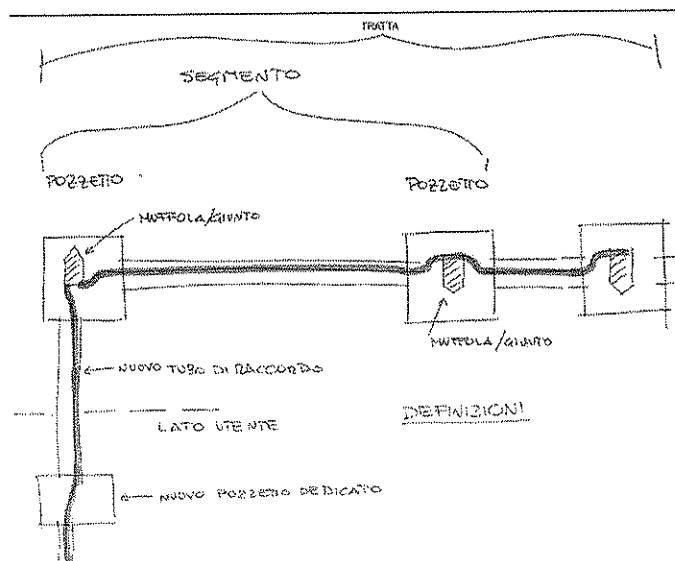 TRATTA
SEGMENTO
POZZETTO
POZZETTO
MUFFOLA/GIUNTO
MUFFOLA/GIUNTO
NUOVO TUBO DI RACCORDO
DEFINIZIONI
LATO UTENTE
NUOVO POZZETTO DEDICATO